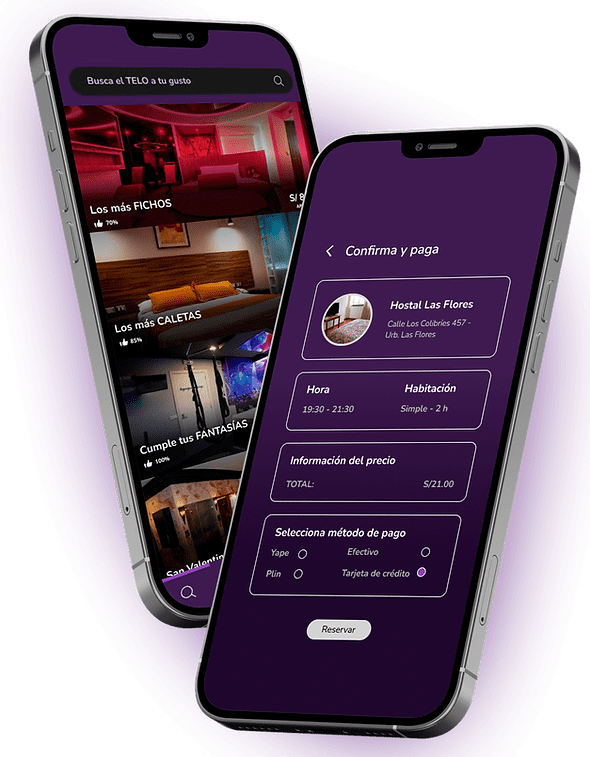 Busca el TELO a tu gusto
Los más FICHOS
S/ 8
70%
Los más CALETAS
85%
Cumple tus FANTASÍAS
100%
San Valentin
Confirma y paga
Hostal Las Flores
Calle Los Colibríes 457 -
Urb. Las Flores
Hora
Habitación
19:30 - 21:30
Simple - 2 h
Información del precio
TOTAL:
S/21.00
Selecciona método de pago
Yape
Efectivo
Plin
Tarjeta de crédito
Reservar